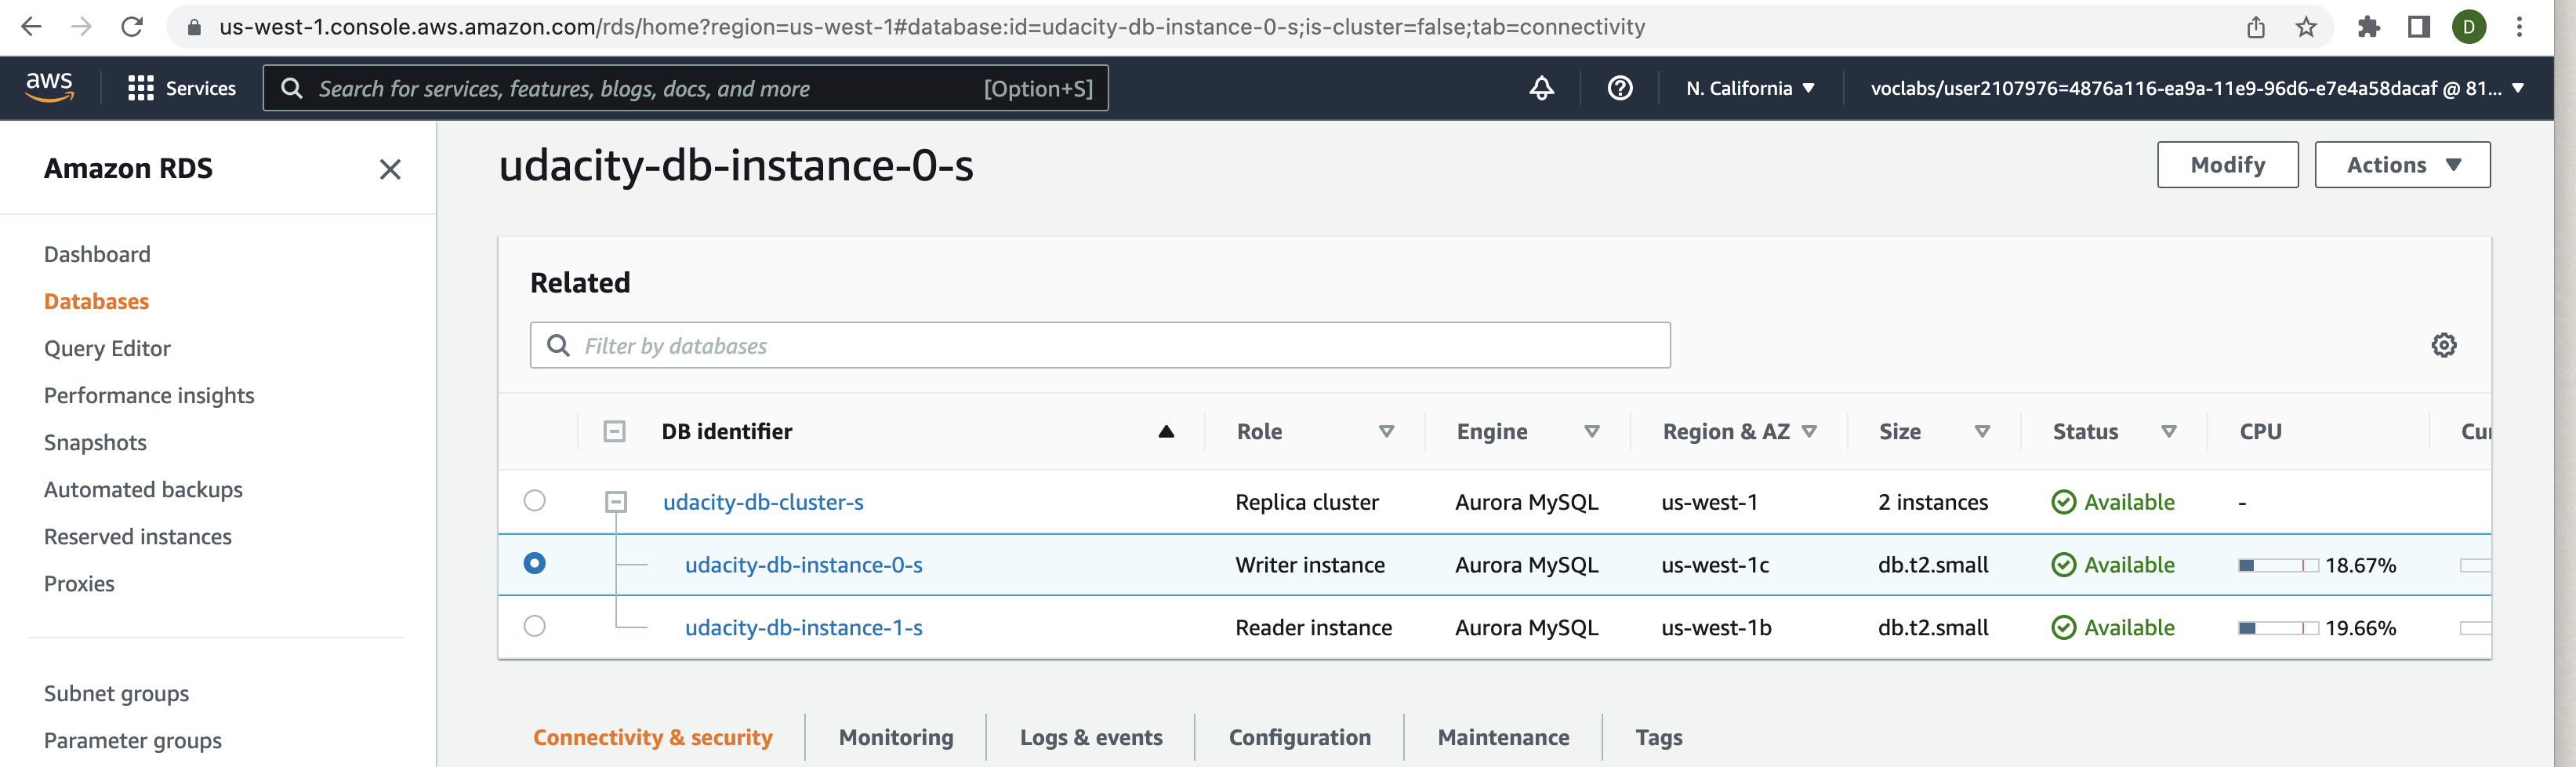 us-west-1.console.aws.amazon.com/rds/home?region=us-west-1#database:id=udacity-db-instance-0-s;is-cluster=false;tab=connectivity
D
aws
Services
Search for services, features, blogs, docs, and more
[Option+S]
N. California
voclabs/user2107976=4876a116-ea9a-11e9-96d6-e7e4a58dacaf @ 81...
Amazon RDS
Dashboard
Databases
Query Editor
Performance insights
Snapshots
Automated backups
Reserved instances
Proxies
Subnet groups
Parameter groups
udacity-db-instance-0-s
Modify
Actions
Related
Filter by databases
DB identifier Role Engine Region & AZ Size Status CPU
udacity-db-cluster-s Replica cluster Aurora MySQL us-west-1 2 instances Available -
udacity-db-instance-0-s Writer instance Aurora MySQL us-west-1c db.t2.small Available 18.67%
udacity-db-instance-1-s Reader instance Aurora MySQL us-west-1b db.t2.small Available 19.66%
Connectivity & security Monitoring Logs & events Configuration Maintenance Tags